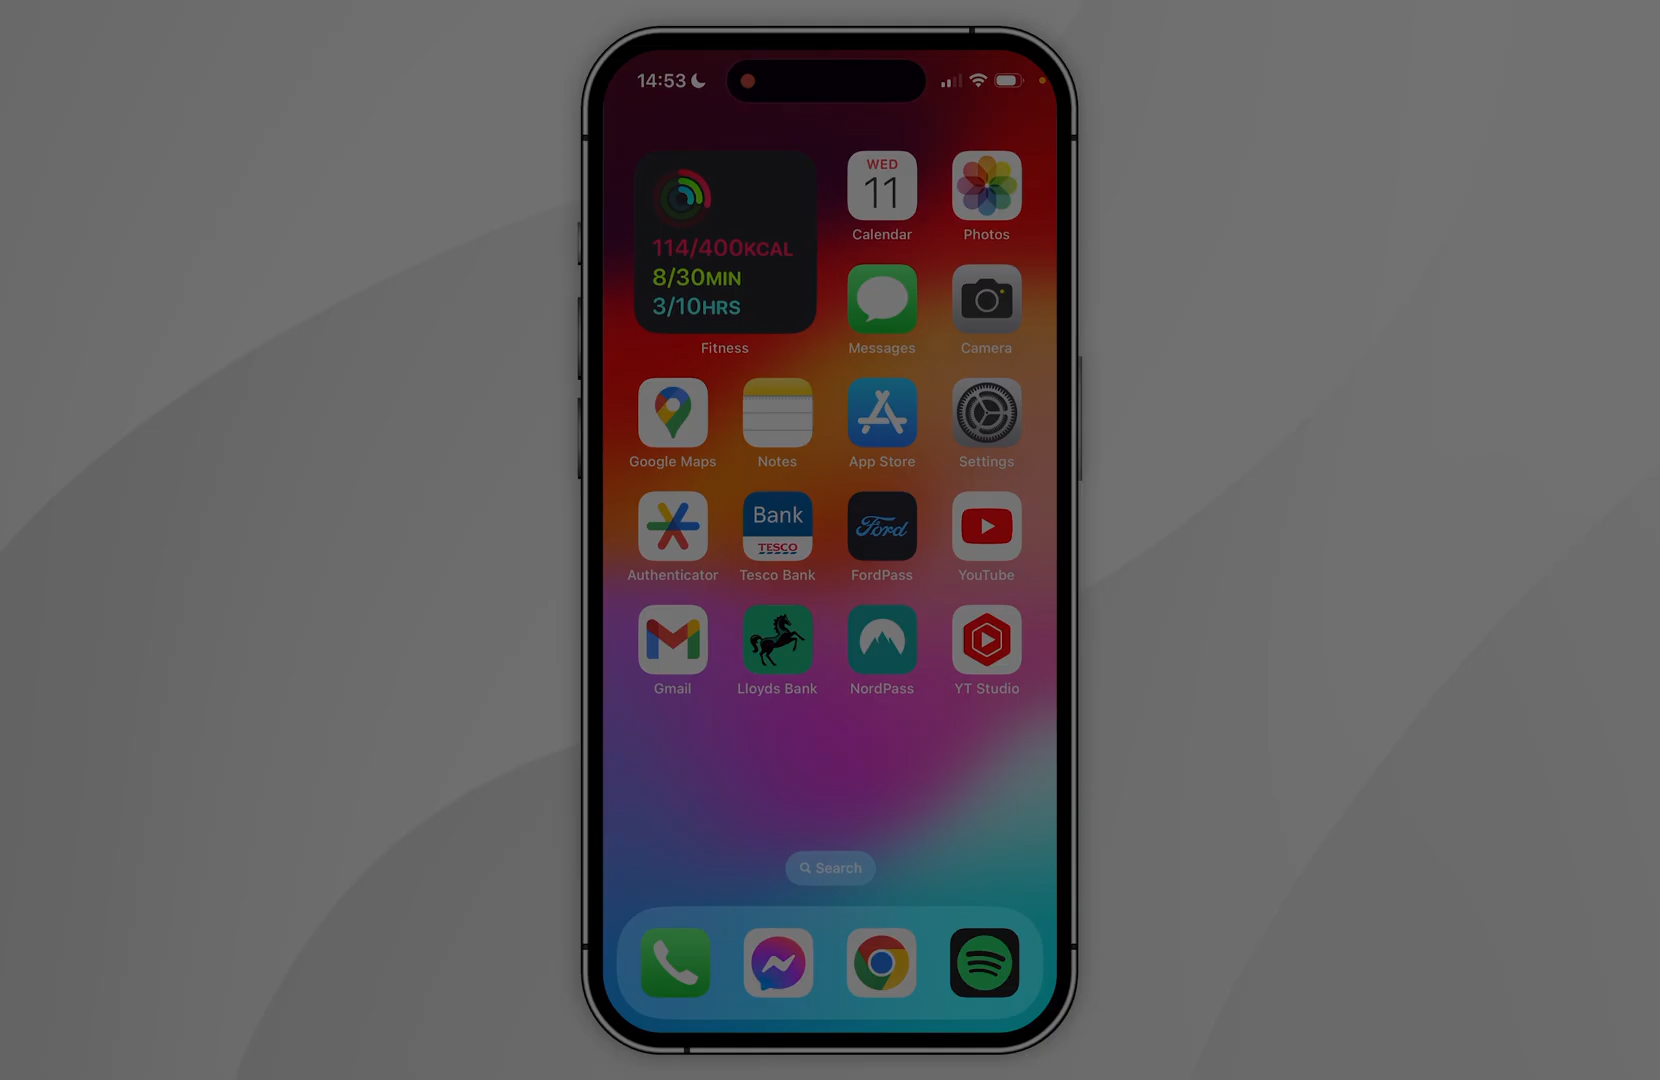 14:53
WED
11
Calendar
Photos
114/400KCAL
8/30MIN
3/10HRS
Fitness
Messages
Camera
Google Maps
Notes
App Store
Settings
Bank
TESCO
Ford
Authenticator
Tesco Bank
FordPass
YouTube
Gmail
Lloyds Bank
NordPass
YT Studio
Search